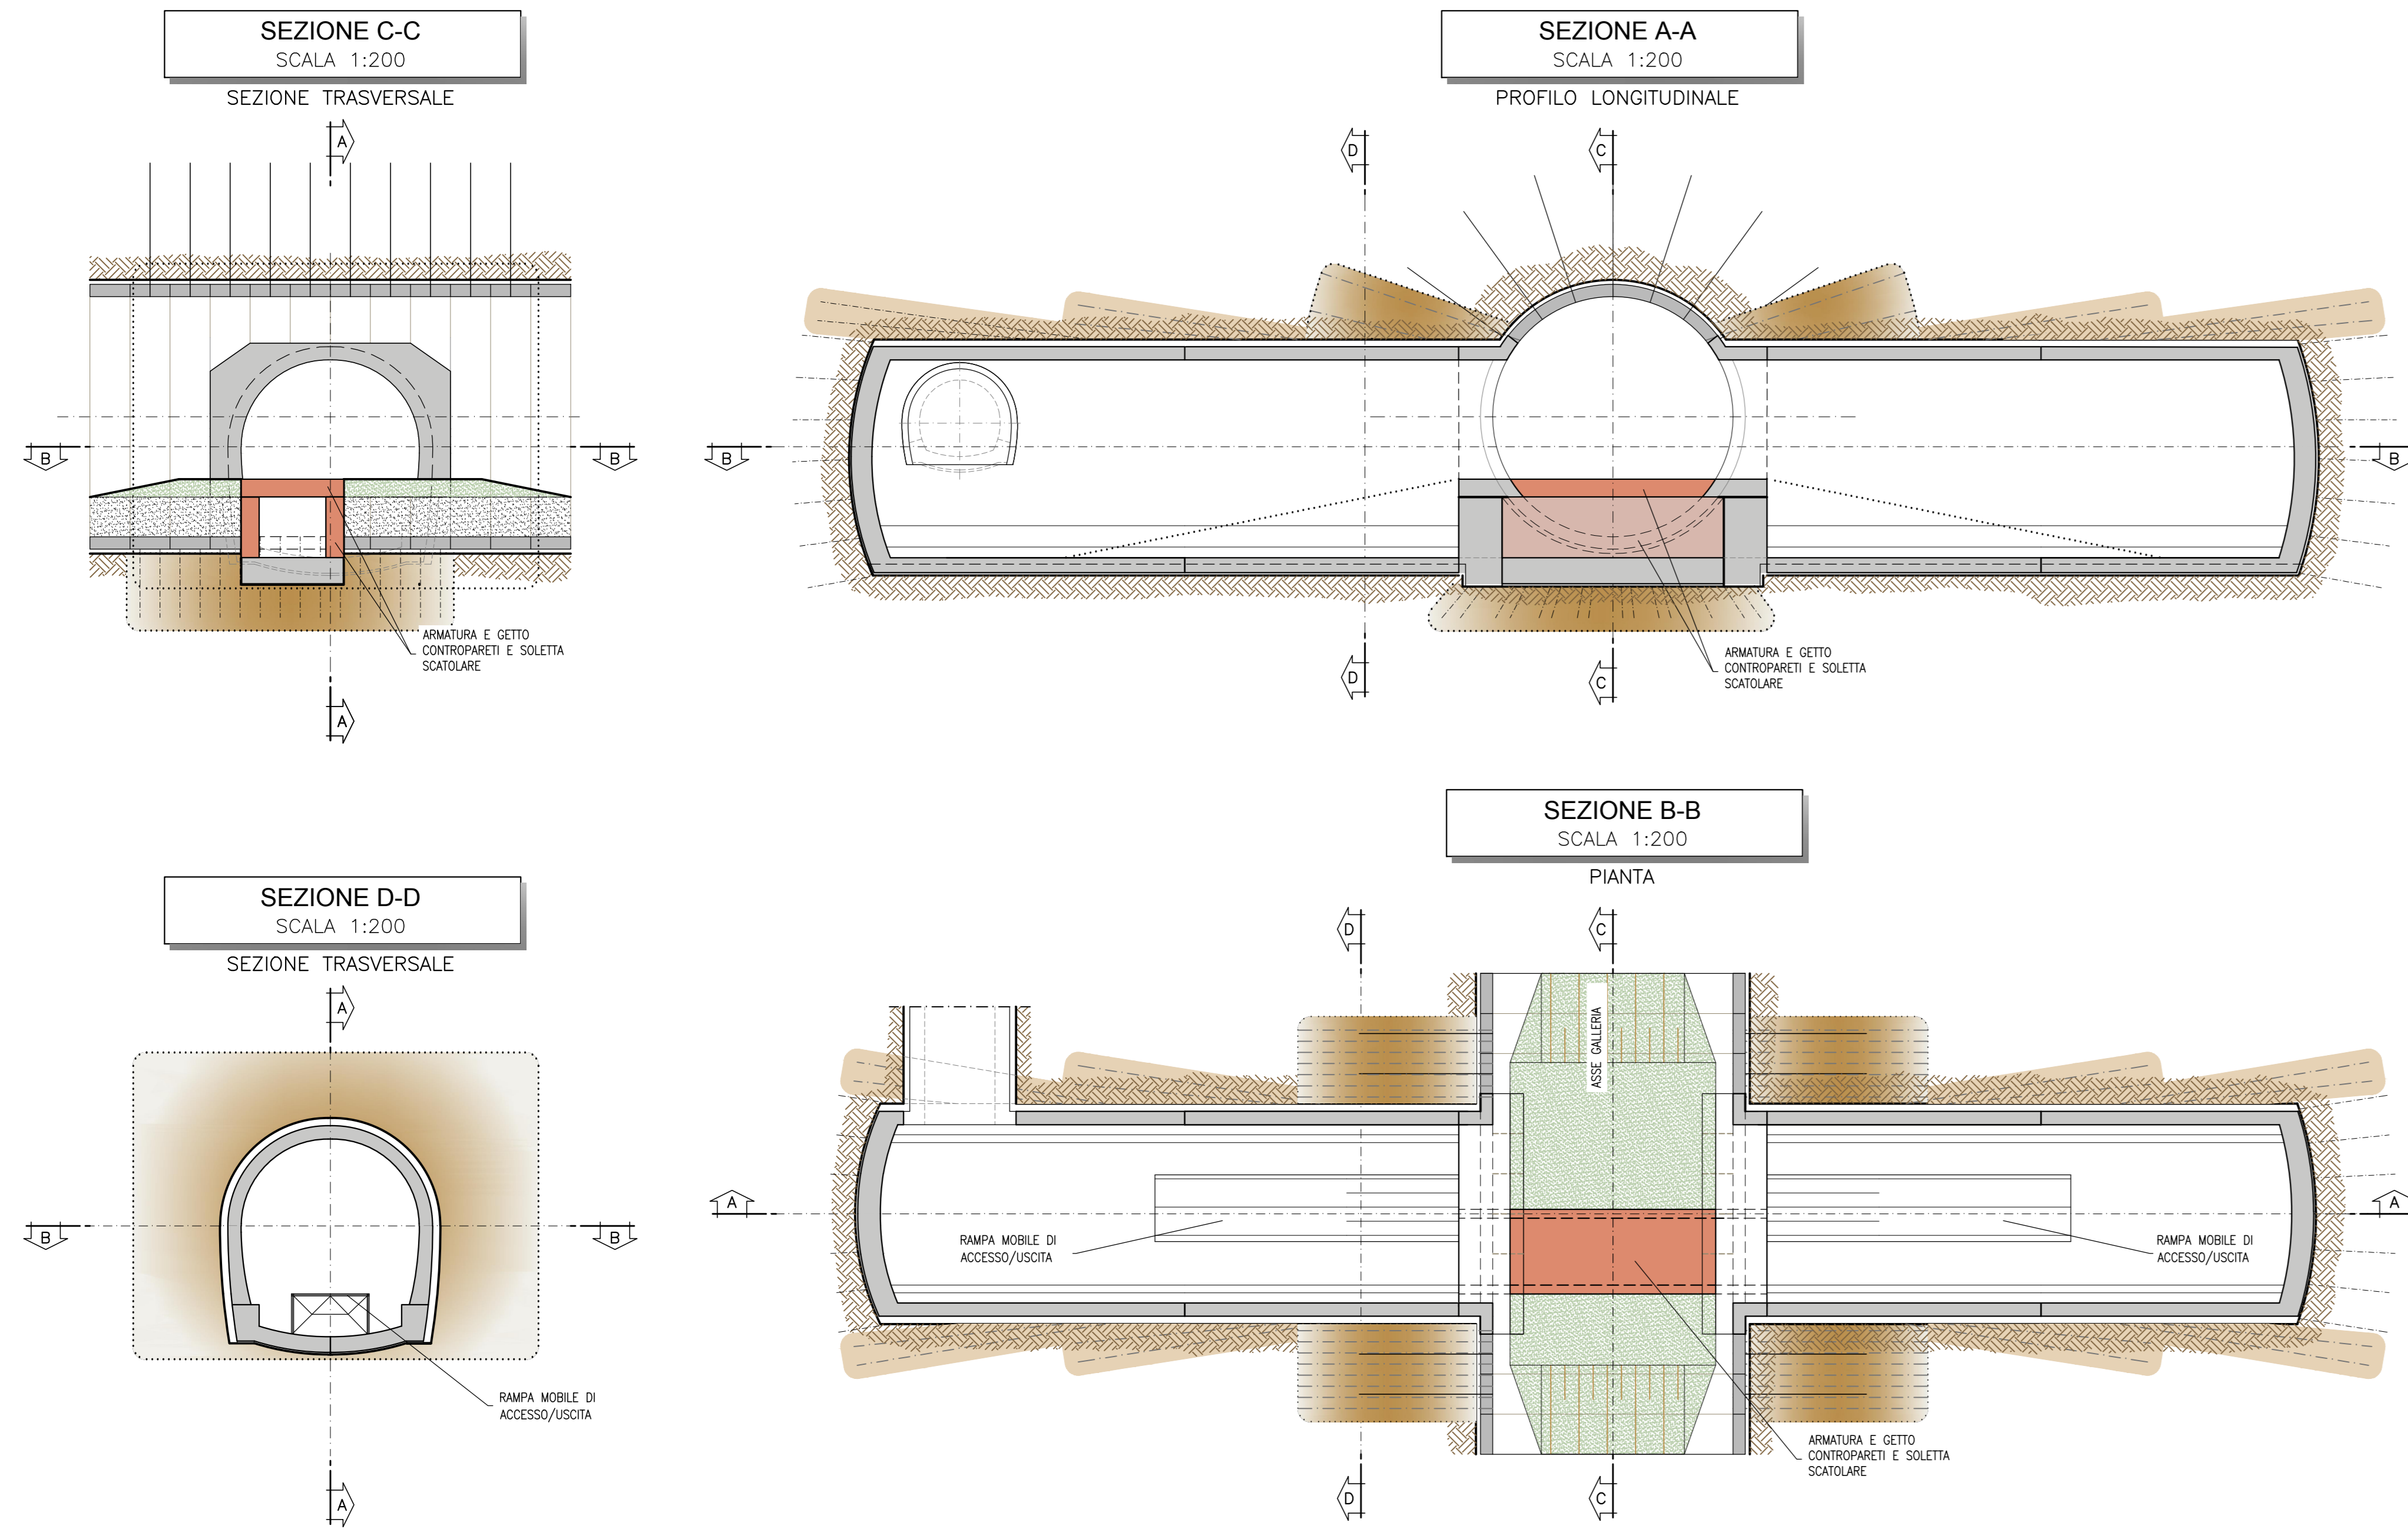 SEZIONE C-C
SCALA 1:200
SEZIONE TRASVERSALE
A
B
B
ARMATURA E GETTO
CONTROPARETI E SOLETTA
SCATOLARE
A
SEZIONE A-A
SCALA 1:200
PROFILO LONGITUDINALE
D
C
B
B
ARMATURA E GETTO
CONTROPARETI E SOLETTA
SCATOLARE
D
C
SEZIONE D-D
SCALA 1:200
SEZIONE TRASVERSALE
A
B
B
RAMPA MOBILE DI
ACCESSO/USCITA
A
SEZIONE B-B
SCALA 1:200
PIANTA
D
C
ASSE GALLERIA
A
A
RAMPA MOBILE DI
ACCESSO/USCITA
RAMPA MOBILE DI
ACCESSO/USCITA
ARMATURA E GETTO
CONTROPARETI E SOLETTA
SCATOLARE
D
C